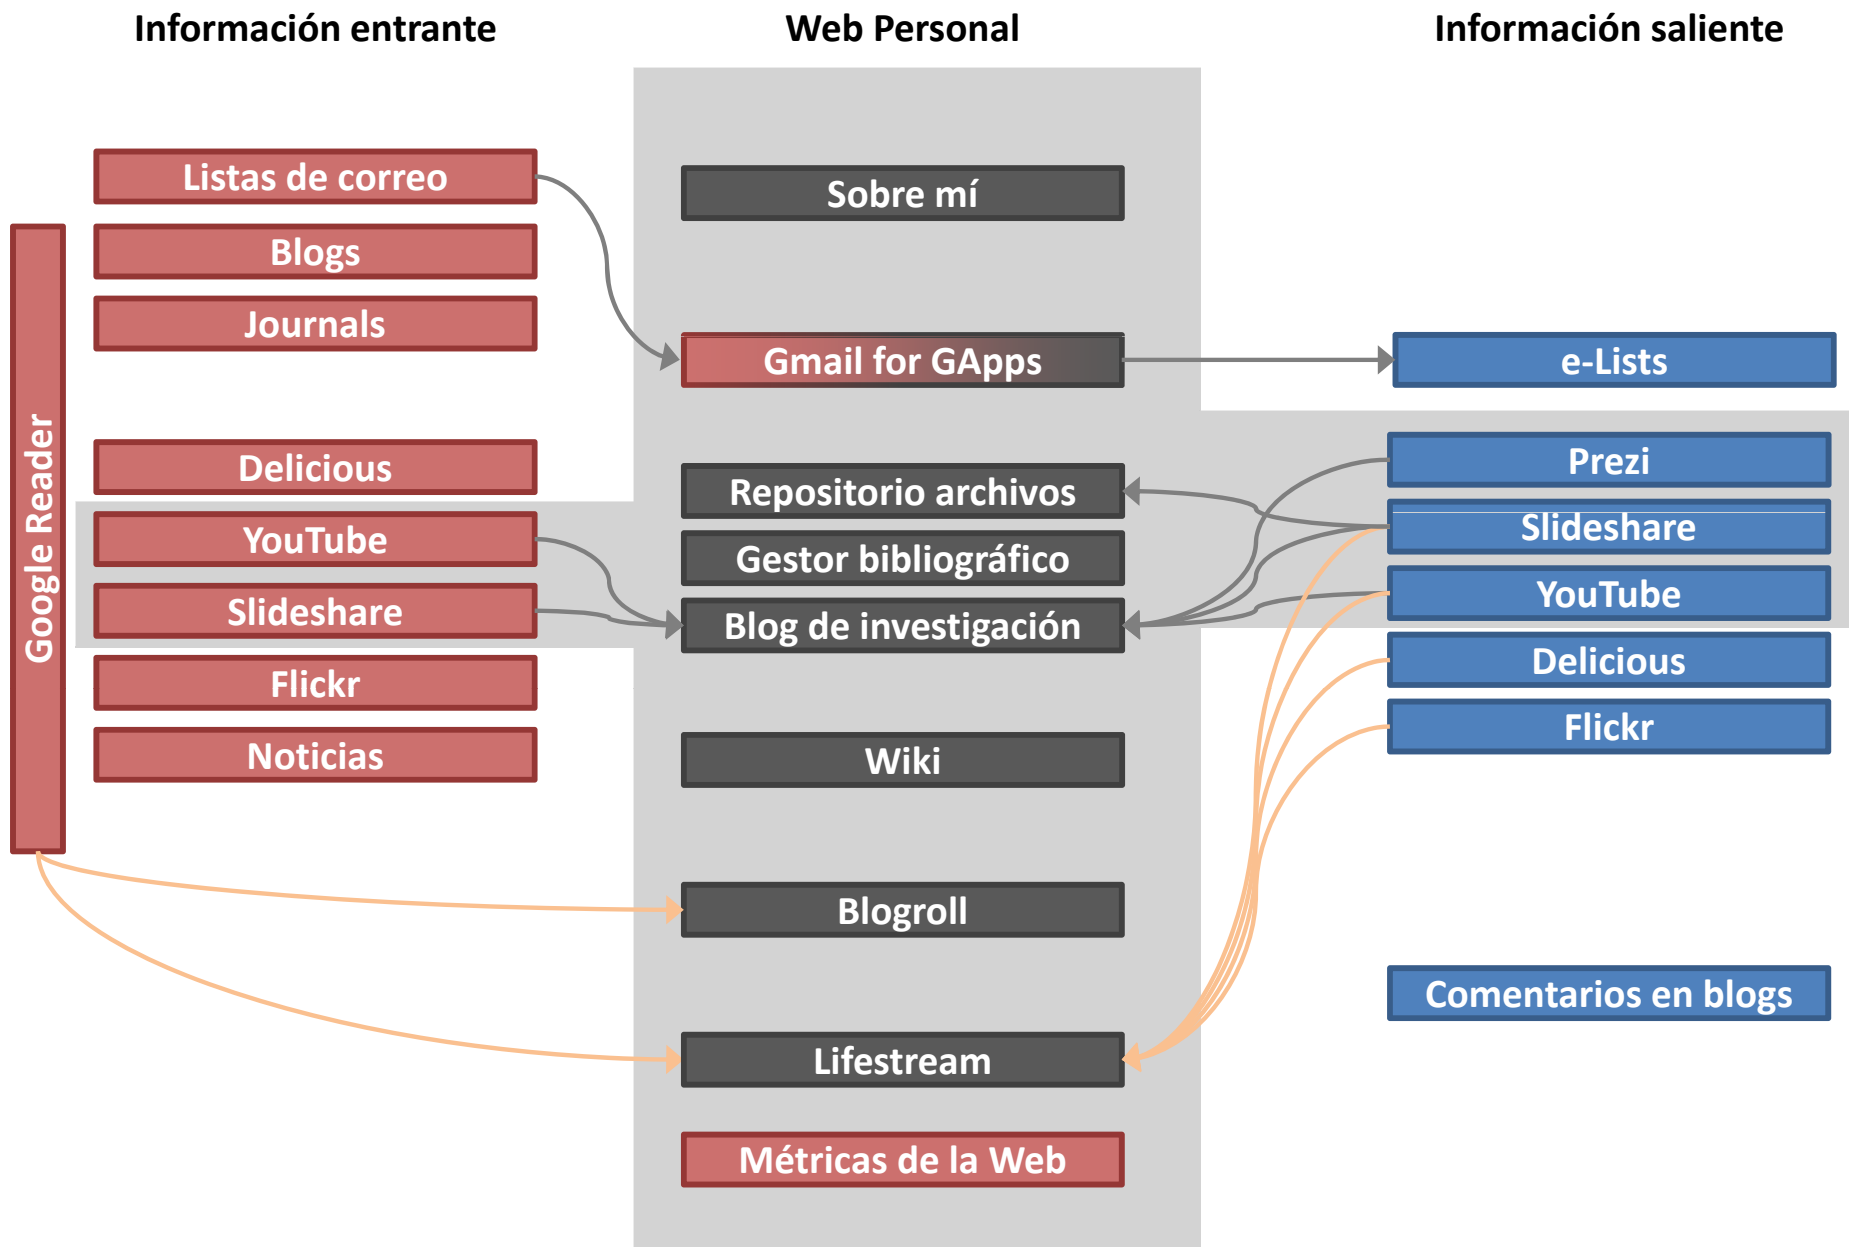 Información entrante
Web Personal
Información saliente
Google Reader
Listas de correo
Blogs
Journals
Delicious
YouTube
Slideshare
Flickr
Noticias
Sobre mí
Gmail for GApps
Repositorio archivos
Gestor bibliográfico
Blog de investigación
Wiki
Blogroll
Lifestream
Métricas de la Web
e-Lists
Prezi
Slideshare
YouTube
Delicious
Flickr
Comentarios en blogs